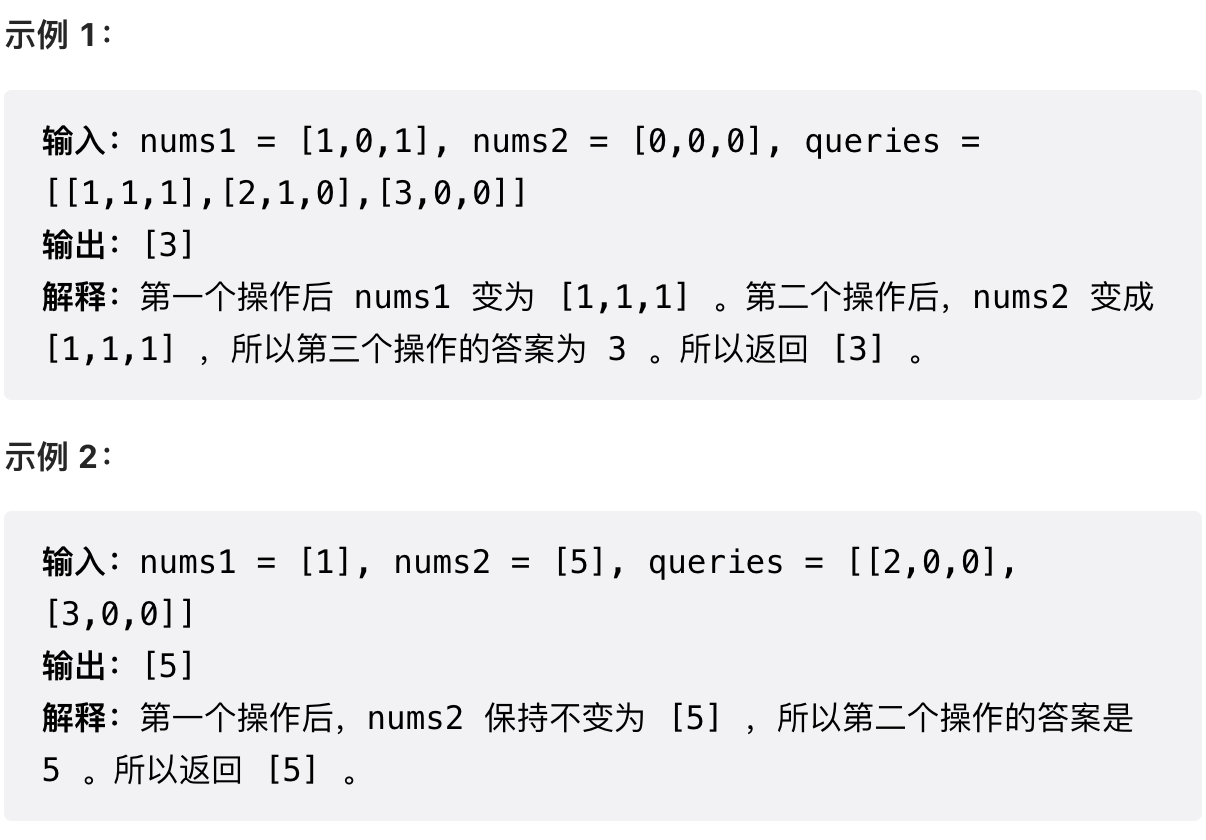 示例 1：
输入：nums1 = [1,0,1], nums2 = [0,0,0], queries =
[[1,1,1],[2,1,0],[3,0,0]]
输出：[3]
解释：第一个操作后 nums1 变为 [1,1,1] 。第二个操作后，nums2 变成
[1,1,1] ，所以第三个操作的答案为 3 。所以返回 [3] 。
示例 2：
输入：nums1 = [1], nums2 = [5], queries = [[2,0,0],
[3,0,0]]
输出：[5]
解释：第一个操作后，nums2 保持不变为 [5] ，所以第二个操作的答案是
5 。所以返回 [5] 。